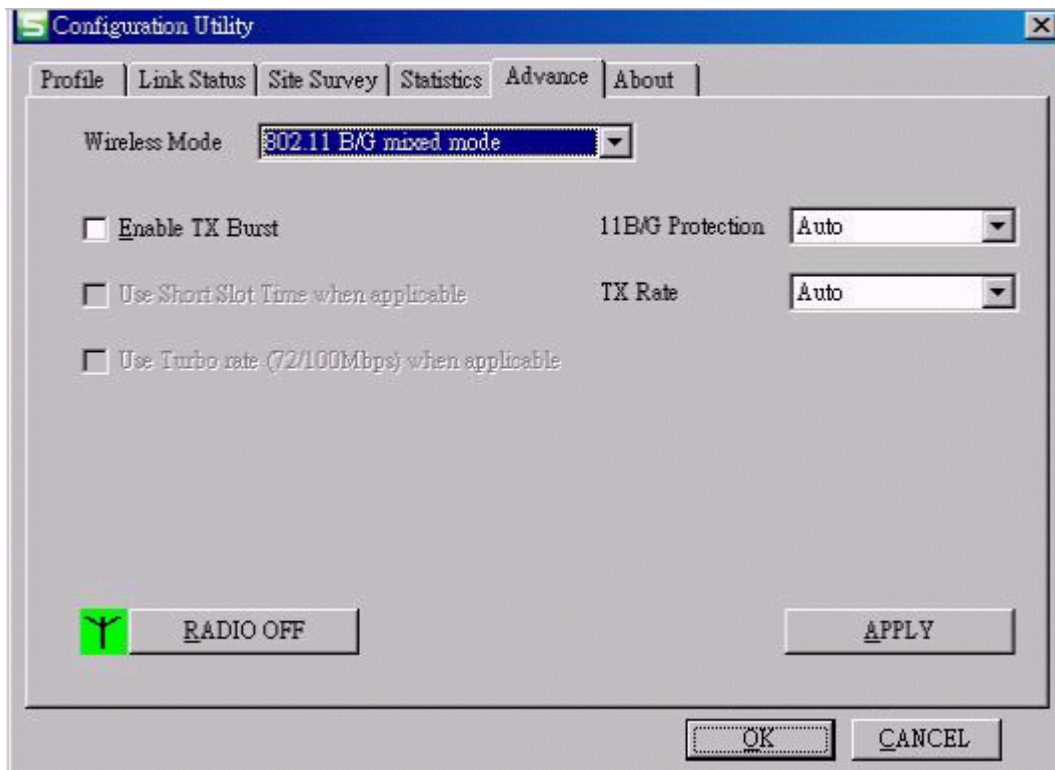 S Configuration Utility
Profile Link Status Site Survey Statistics Advance About
Wireless Mode 802.11 B/G mixed mode
Enable TX Burst 11B/G Protection Auto
Use Short Slot Time when applicable TX Rate Auto
Use Turbo rate (72/100Mbps) when applicable
RADIO OFF APPLY
OK CANCEL